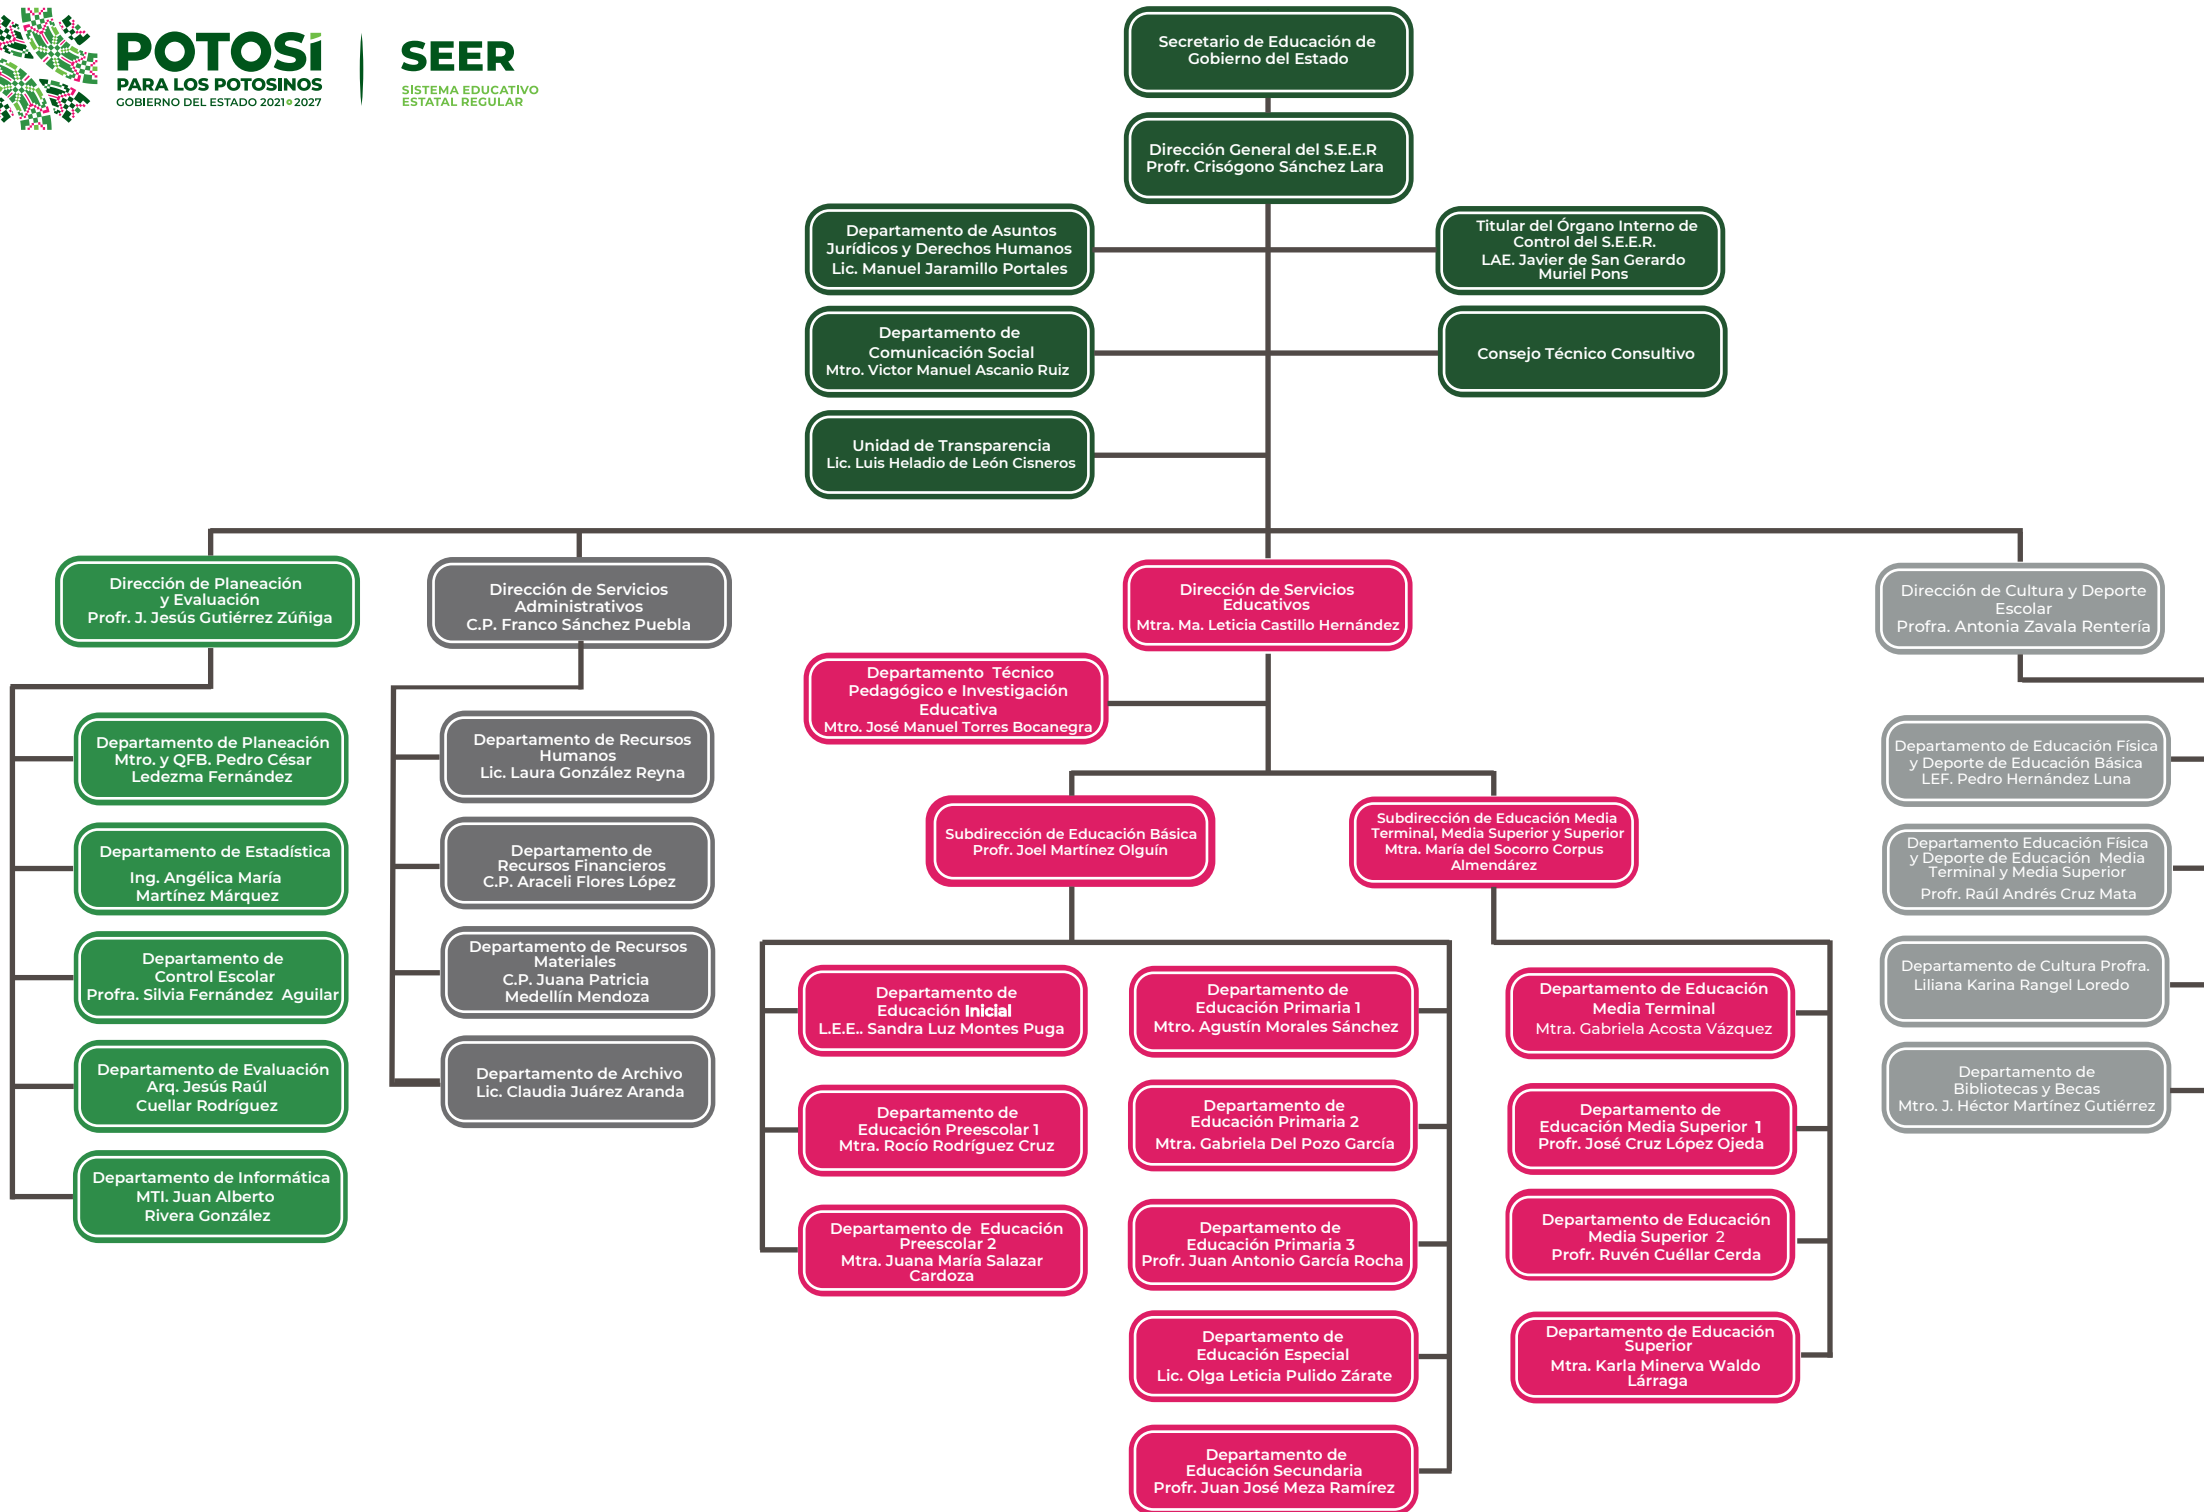 POTOSÍ
PARA LOS POTOSINOS
GOBIERNO DEL ESTADO 2021 2027
SEER
SISTEMA EDUCATIVO
ESTATAL REGULAR
Secretario de Educación de
Gobierno del Estado
Dirección General del S.E.E.R
Profr. Crisógono Sánchez Lara
Departamento de Asuntos
Jurídicos y Derechos Humanos
Lic. Manuel Jaramillo Portales
Titular del Órgano Interno de
Control del S.E.E.R.
LAE. Javier de San Gerardo
Muriel Pons
Departamento de
Comunicación Social
Mtro. Victor Manuel Ascanio Ruiz
Consejo Técnico Consultivo
Unidad de Transparencia
Lic. Luis Heladio de León Cisneros
Dirección de Planeación
y Evaluación
Profr. J. Jesús Gutiérrez Zúñiga
Departamento de Planeación
Mtro. y QFB. Pedro César
Ledezma Fernández
Departamento de Estadística
Ing. Angélica María
Martínez Márquez
Departamento de
Control Escolar
Profra. Silvia Fernández Aguilar
Departamento de Evaluación
Arq. Jesús Raúl
Cuellar Rodríguez
Departamento de Informática
MTI. Juan Alberto
Rivera González
Dirección de Servicios
Administrativos
C.P. Franco Sánchez Puebla
Departamento de Recursos
Humanos
Lic. Laura González Reyna
Departamento de
Recursos Financieros
C.P. Araceli Flores López
Departamento de Recursos
Materiales
C.P. Juana Patricia
Medellín Mendoza
Departamento de Archivo
Lic. Claudia Juárez Aranda
Dirección de Servicios
Educativos
Mtra. Ma. Leticia Castillo Hernández
Departamento Técnico
Pedagógico e Investigación
Educativa
Mtro. José Manuel Torres Bocanegra
Subdirección de Educación Básica
Profr. Joel Martínez Olguín
Departamento de
Educación Inicial
L.E.E.. Sandra Luz Montes Puga
Departamento de
Educación Preescolar 1
Mtra. Rocío Rodríguez Cruz
Departamento de Educación
Preescolar 2
Mtra. Juana María Salazar
Cardoza
Departamento de
Educación Primaria 1
Mtro. Agustín Morales Sánchez
Departamento de
Educación Primaria 2
Mtra. Gabriela Del Pozo García
Departamento de
Educación Primaria 3
Profr. Juan Antonio García Rocha
Departamento de
Educación Especial
Lic. Olga Leticia Pulido Zárate
Departamento de
Educación Secundaria
Profr. Juan José Meza Ramírez
Subdirección de Educación Media
Terminal, Media Superior y Superior
Mtra. María del Socorro Corpus
Almendárez
Departamento de Educación
Media Terminal
Mtra. Gabriela Acosta Vázquez
Departamento de
Educación Media Superior 1
Profr. José Cruz López Ojeda
Departamento de Educación
Media Superior 2
Profr. Ruvén Cuéllar Cerda
Departamento de Educación
Superior
Mtra. Karla Minerva Waldo
Lárraga
Dirección de Cultura y Deporte
Escolar
Profra. Antonia Zavala Rentería
Departamento de Educación Física
y Deporte de Educación Básica
LEF. Pedro Hernández Luna
Departamento Educación Física
y Deporte de Educación Media
Terminal y Media Superior
Profr. Raúl Andrés Cruz Mata
Departamento de Cultura Profra.
Liliana Karina Rangel Loredo
Departamento de
Bibliotecas y Becas
Mtro. J. Héctor Martínez Gutiérrez